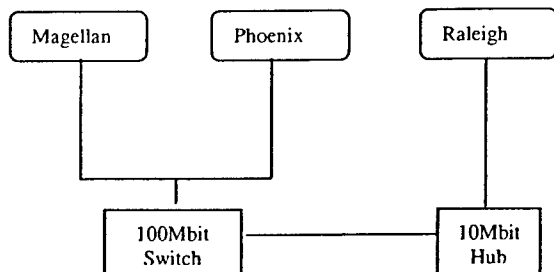 Magellan
Phoenix
Raleigh
100Mbit
Switch
10Mbit
Hub